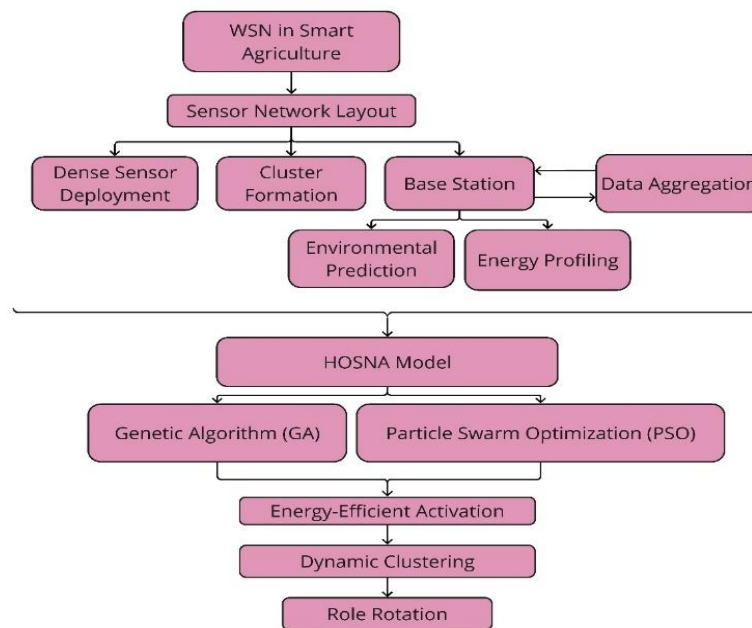 WSN in Smart
Agriculture
Sensor Network Layout
Dense Sensor
Deployment
Cluster
Formation
Base Station
Data Aggregation
Environmental
Prediction
Energy Profiling
HOSNA Model
Genetic Algorithm (GA)
Particle Swarm Optimization (PSO)
Energy-Efficient Activation
Dynamic Clustering
Role Rotation